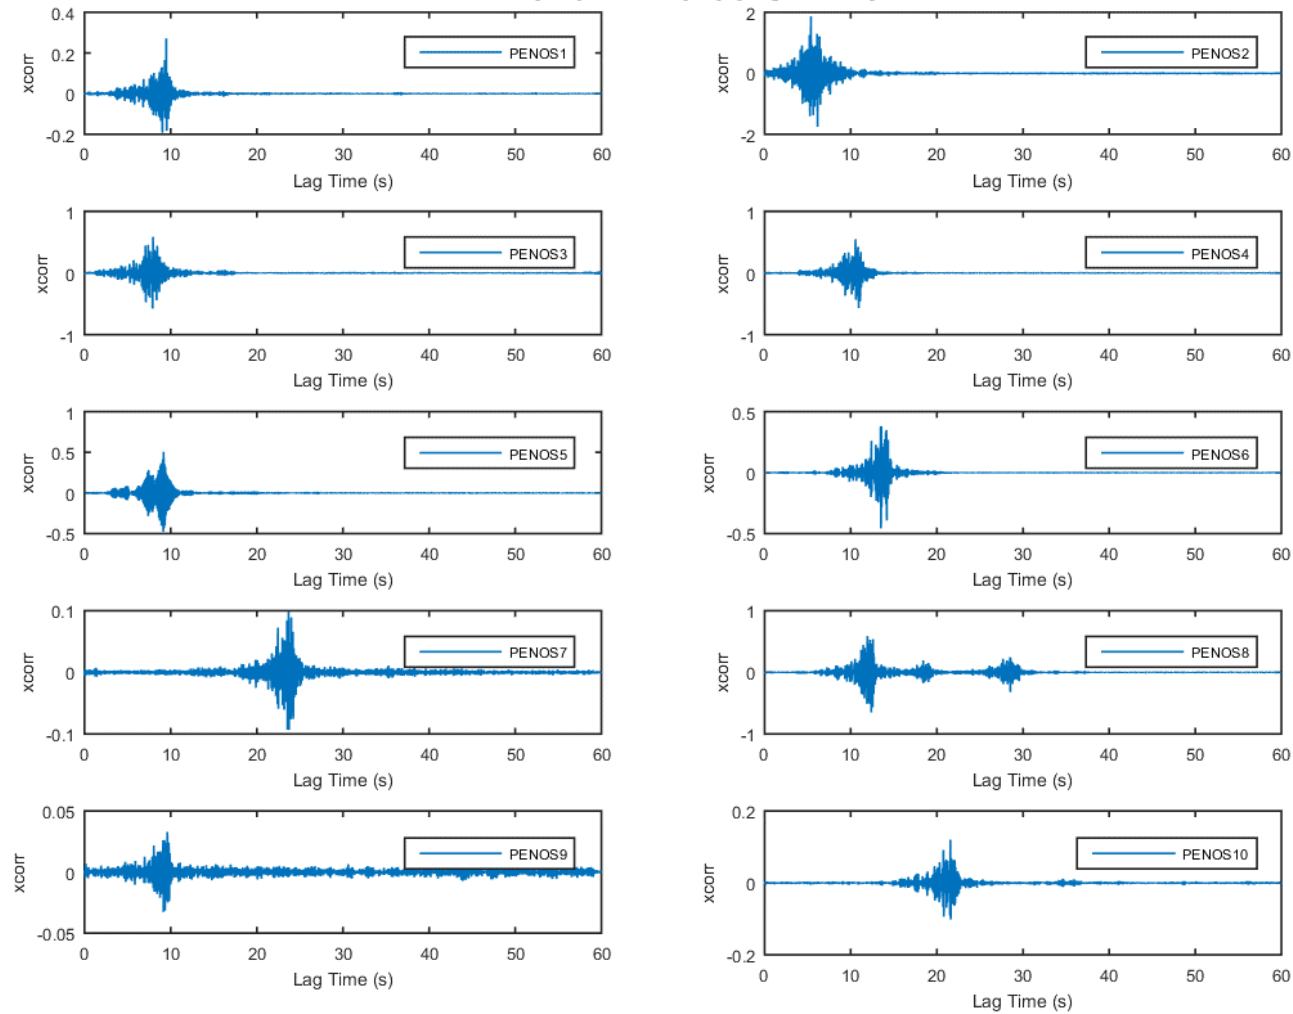 0.4
0.2
0
-0.2
xcorr
PENOS1
0 10 20 30 40 50 60
Lag Time (s)
2
0
-2
xcorr
PENOS2
0 10 20 30 40 50 60
Lag Time (s)
1
0
-1
xcorr
PENOS3
0 10 20 30 40 50 60
Lag Time (s)
1
0
-1
xcorr
PENOS4
0 10 20 30 40 50 60
Lag Time (s)
1
0.5
0
-0.5
xcorr
PENOS5
0 10 20 30 40 50 60
Lag Time (s)
0.5
0
-0.5
xcorr
PENOS6
0 10 20 30 40 50 60
Lag Time (s)
0.1
0
-0.1
xcorr
PENOS7
0 10 20 30 40 50 60
Lag Time (s)
1
0
-1
xcorr
PENOS8
0 10 20 30 40 50 60
Lag Time (s)
0.05
0
-0.05
xcorr
PENOS9
0 10 20 30 40 50 60
Lag Time (s)
0.2
0
-0.2
xcorr
PENOS10
0 10 20 30 40 50 60
Lag Time (s)